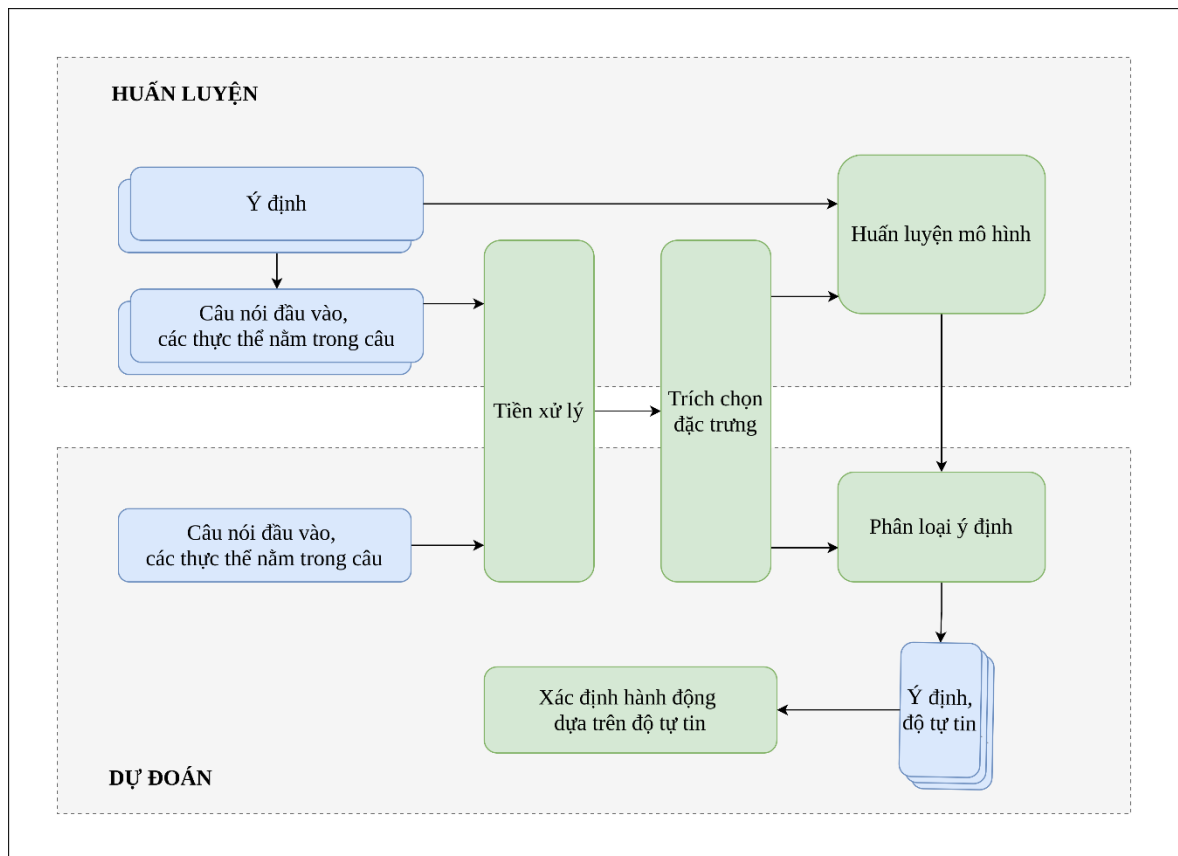 HUẤN LUYỆN
Ý định
Huấn luyện mô hình
Câu nói đầu vào,
các thực thể nằm trong câu
Tiền xử lý
Trích chọn
đặc trưng
Câu nói đầu vào,
các thực thể nằm trong câu
Phân loại ý định
Xác định hành động
dựa trên độ tự tin
Ý định,
độ tự tin
DỰ ĐOÁN